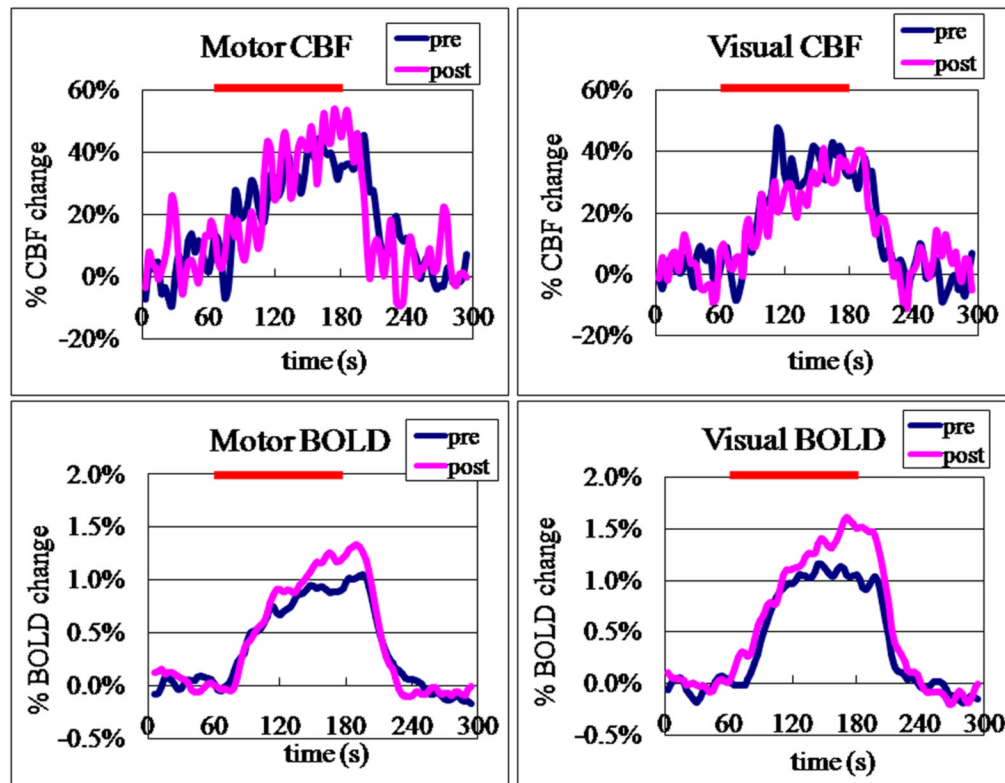 Motor CBF
pre
post
60%
40%
20%
0%
-20%
% CBF change
0 60 120 180 240 300
time (s)
Visual CBF
pre
post
60%
40%
20%
0%
-20%
% CBF change
0 60 120 180 240 300
time (s)
Motor BOLD
pre
post
2.0%
1.5%
1.0%
0.5%
0.0%
-0.5%
% BOLD change
0 60 120 180 240 300
time (s)
Visual BOLD
pre
post
2.0%
1.5%
1.0%
0.5%
0.0%
-0.5%
% BOLD change
0 60 120 180 240 300
time (s)